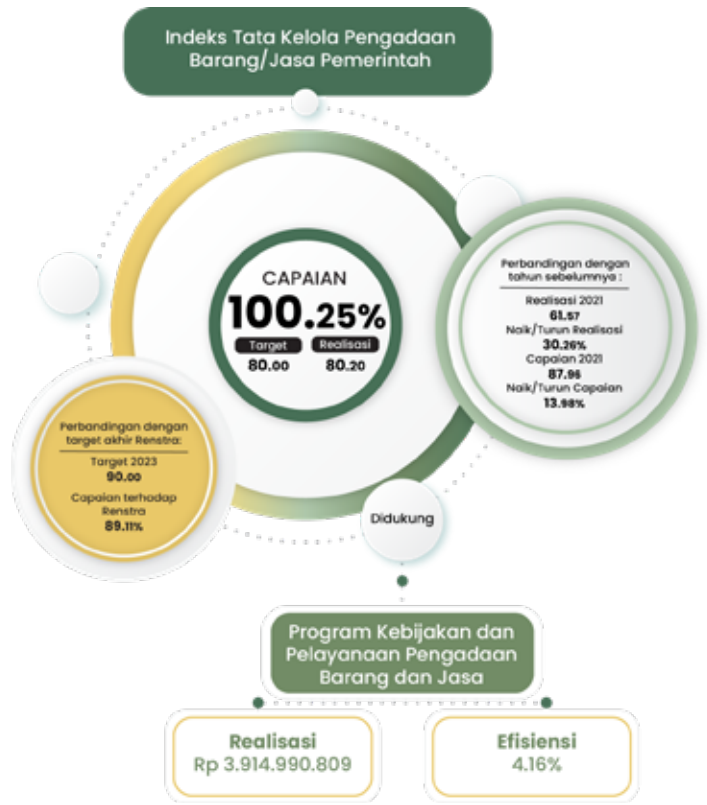 Indeks Tata Kelola Pengadaan
Barang/Jasa Pemerintah
CAPAIAN
100.25%
Target
Realisasi
80.00
80.20
Perbandingan dengan
tahun sebelumnya :
Realisasi 2021
61.57
Naik/Turun Realisasi
30.26%
Capaian 2021
87.96
Naik/Turun Capaian
13.98%
Perbandingan dengan
target akhir Renstra:
Target 2023
90.00
Capaian terhadap
Renstra
89.11%
Didukung
Program Kebijakan dan
Pelayanaan Pengadaan
Barang dan Jasa
Realisasi
Rp 3.914.990.809
Efisiensi
4.16%